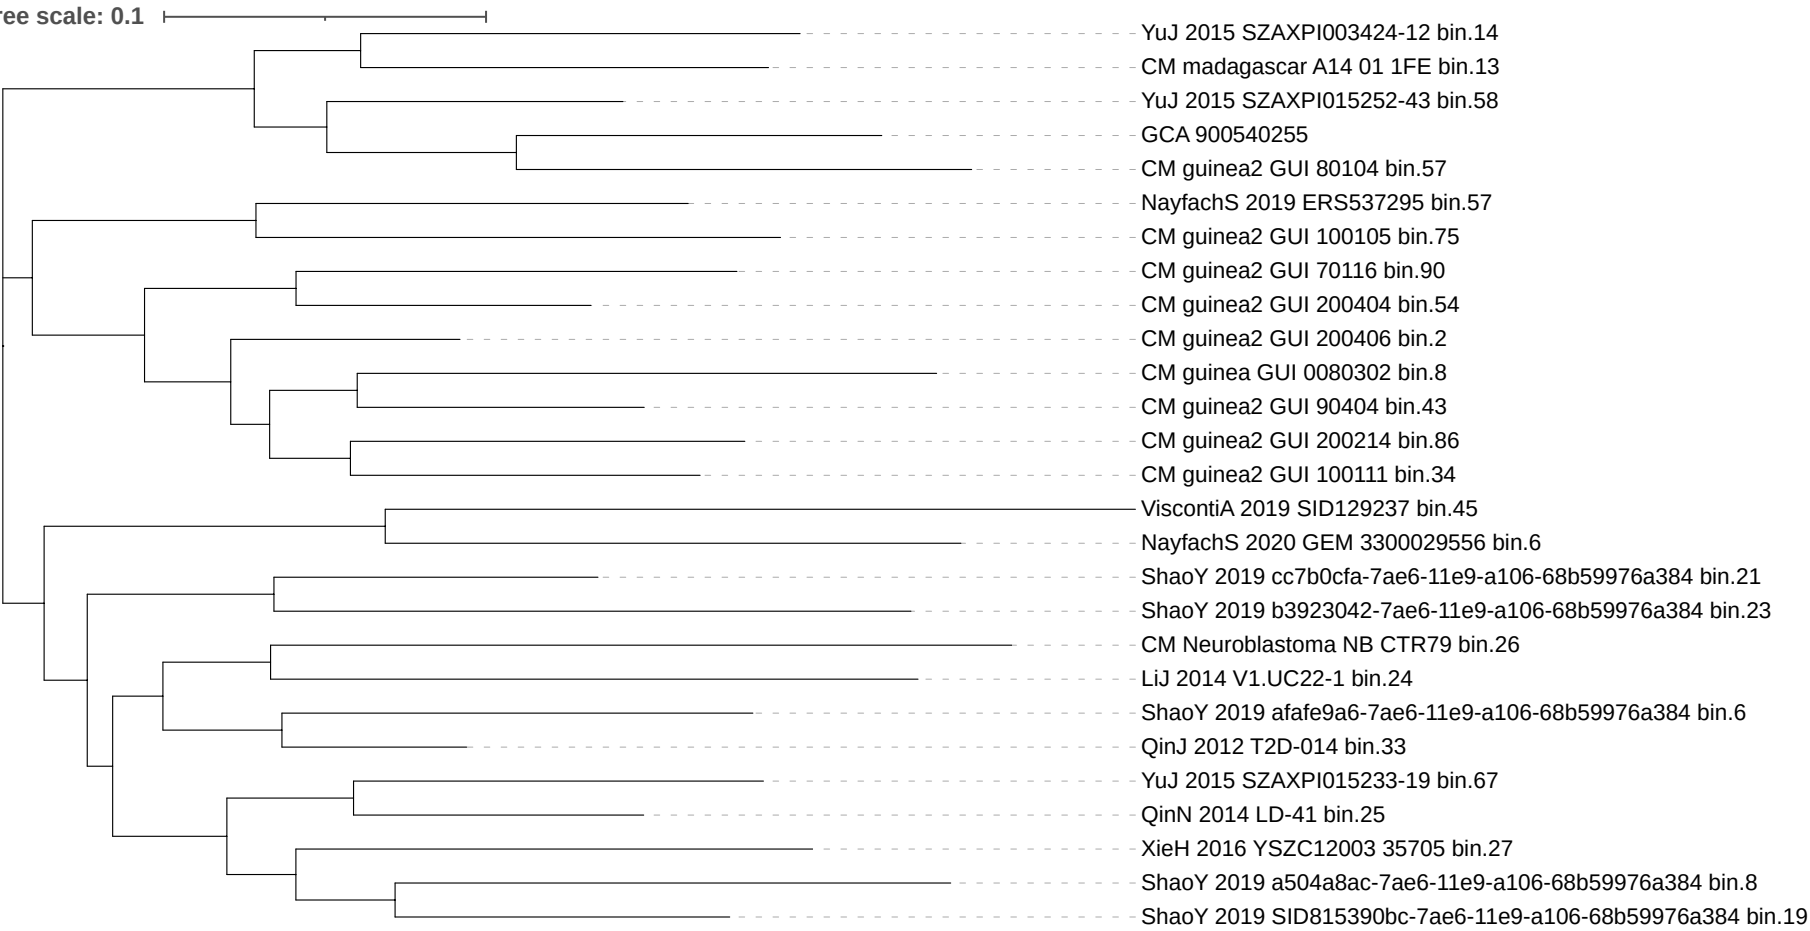 ree scale: 0.1
YuJ 2015 SZAXPI003424-12 bin.14
CM madagascar A14 01 1FE bin.13
YuJ 2015 SZAXPI015252-43 bin.58
GCA 900540255
CM guinea2 GUI 80104 bin.57
NayfachS 2019 ERS537295 bin.57
CM guinea2 GUI 100105 bin.75
CM guinea2 GUI 70116 bin.90
CM guinea2 GUI 200404 bin.54
CM guinea2 GUI 200406 bin.2
CM guinea GUI 0080302 bin.8
CM guinea2 GUI 90404 bin.43
CM guinea2 GUI 200214 bin.86
CM guinea2 GUI 100111 bin.34
ViscontiA 2019 SID129237 bin.45
NayfachS 2020 GEM 3300029556 bin.6
ShaoY 2019 cc7b0cfa-7ae6-11e9-a106-68b59976a384 bin.21
ShaoY 2019 b3923042-7ae6-11e9-a106-68b59976a384 bin.23
CM Neuroblastoma NB CTR79 bin.26
LiJ 2014 V1.UC22-1 bin.24
ShaoY 2019 afafe9a6-7ae6-11e9-a106-68b59976a384 bin.6
QinJ 2012 T2D-014 bin.33
YuJ 2015 SZAXPI015233-19 bin.67
QinN 2014 LD-41 bin.25
XieH 2016 YSZC12003 35705 bin.27
ShaoY 2019 a504a8ac-7ae6-11e9-a106-68b59976a384 bin.8
ShaoY 2019 SID815390bc-7ae6-11e9-a106-68b59976a384 bin.19